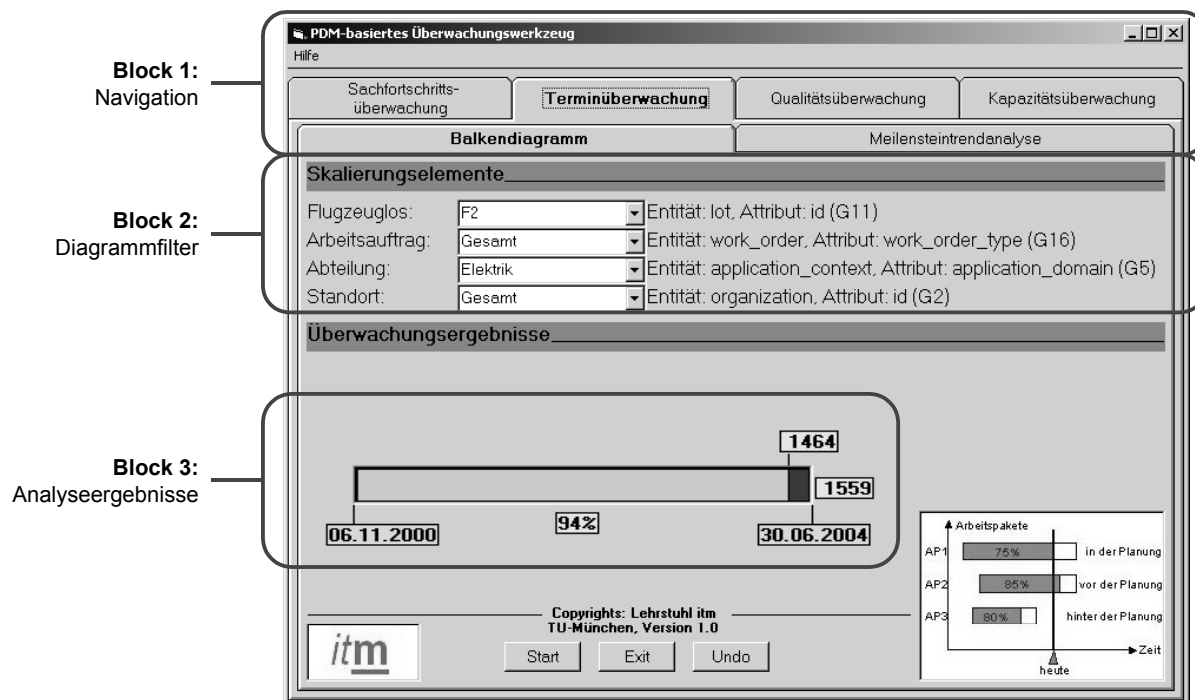 PDM-basiertes Überwachungswerkzeug
Hilfe
Block 1:
Navigation
Sachfortschritts-
überwachung
Terminüberwachung
Qualitätsüberwachung
Kapazitätsüberwachung
Balkendiagramm
Meilensteintrendanalyse
Block 2:
Diagrammfilter
Skalierungselemente
Flugzeuglos: F2 Entität: lot, Attribut: id (G11)
Arbeitsauftrag: Gesamt Entität: work_order, Attribut: work_order_type (G16)
Abteilung: Elektrik Entität: application_context, Attribut: application_domain (G5)
Standort: Gesamt Entität: organization, Attribut: id (G2)
Überwachungsergebnisse
Block 3:
Analyseergebnisse
1464
1559
06.11.2000
94%
30.06.2004
Arbeitspakete
AP1 75% in der Planung
AP2 85% vor der Planung
AP3 80% hinter der Planung
Zeit
heute
Copyrights: Lehrstuhl itm
TU-München, Version 1.0
itm
Start Exit Undo